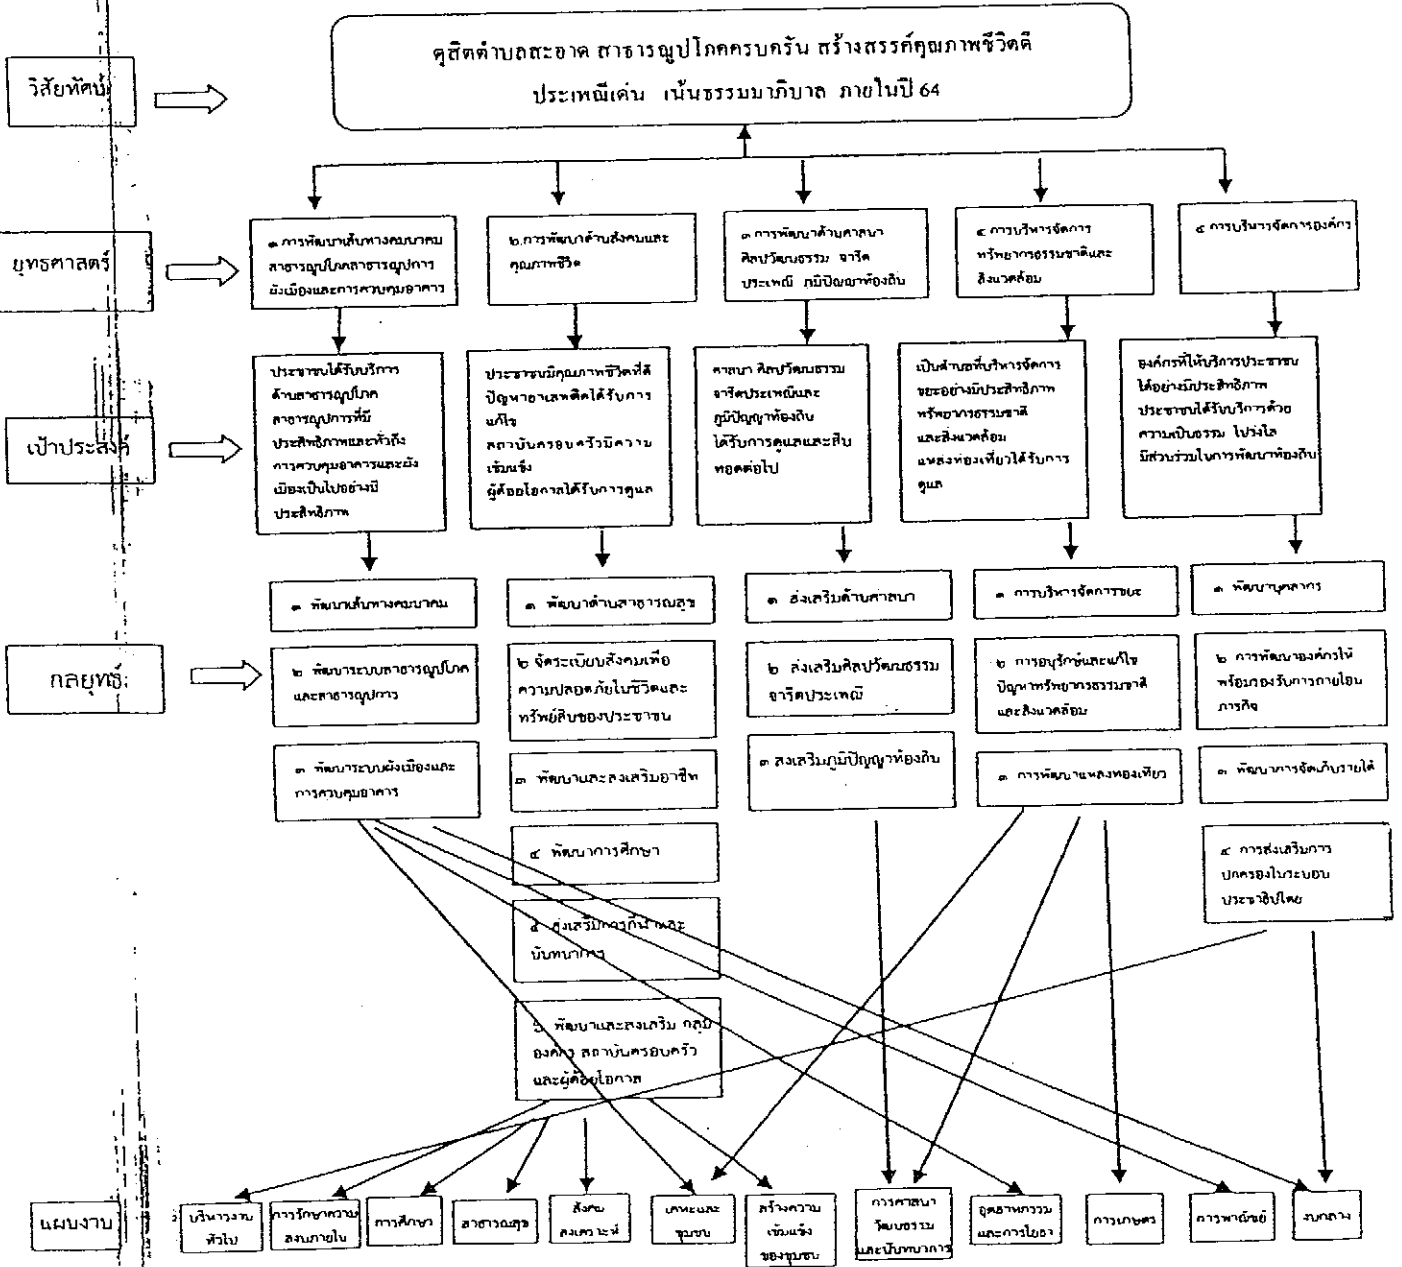 วิสัยทัศน์
ดุสิตตำบลสะอาด สาธารณูปโภคครบครัน สร้างสรรค์คุณภาพชีวิตดี
ประเพณีเด่น เน้นธรรมมาภิบาล ภายในปี 64
ยุทธศาสตร์
๑ การพัฒนาเส้นทางคมนาคม
สาธารณูปโภคสาธารณูปการ
ผังเมืองและการควบคุมอาคาร
๒.การพัฒนาด้านสังคมและ
คุณภาพชีวิต
๓ การพัฒนาด้านศาสนา
ศิลปวัฒนธรรม จารีต
ประเพณี ภูมิปัญญาท้องถิ่น
๔ การบริหารจัดการ
ทรัพยากรธรรมชาติและ
สิ่งแวดล้อม
๕ การบริหารจัดการองค์กร
เป้าประสงค์
ประชาชนได้รับบริการ
ด้านสาธารณูปโภค
สาธารณูปการที่มี
ประสิทธิภาพและทั่วถึง
การควบคุมอาคารและผัง
เมืองเป็นไปอย่างมี
ประสิทธิภาพ
ประชาชนมีคุณภาพชีวิตที่ดี
ปัญหายาเสพติดได้รับการ
แก้ไข
สถาบันครอบครัวมีความ
เข้มแข็ง
ผู้ด้อยโอกาสได้รับการดูแล
ศาสนา ศิลปวัฒนธรรม
จารีตประเพณีและ
ภูมิปัญญาท้องถิ่น
ได้รับการดูแลและสืบ
ทอดต่อไป
เป็นตำบลที่บริหารจัดการ
ขยะอย่างมีประสิทธิภาพ
ทรัพยากรธรรมชาติ
และสิ่งแวดล้อม
แหล่งท่องเที่ยวได้รับการ
ดูแล
องค์กรที่ให้บริการประชาชน
ได้อย่างมีประสิทธิภาพ
ประชาชนได้รับบริการด้วย
ความเป็นธรรม โปร่งใส
มีส่วนร่วมในการพัฒนาท้องถิ่น
กลยุทธ์
๑ พัฒนาเส้นทางคมนาคม
๒ พัฒนาระบบสาธารณูปโภค
และสาธารณูปการ
๓ พัฒนาระบบผังเมืองและ
การควบคุมอาคาร
๑ พัฒนาด้านสาธารณสุข
๒ จัดระเบียบสังคมเพื่อ
ความปลอดภัยในชีวิตและ
ทรัพย์สินของประชาชน
๓ พัฒนาและส่งเสริมอาชีพ
๔ พัฒนาการศึกษา
๕ ส่งเสริมการกีฬาและ
นันทนาการ
๖ พัฒนาและส่งเสริม กลุ่ม
องค์กร สถาบันครอบครัว
และผู้ด้อยโอกาส
๑ ส่งเสริมด้านศาสนา
๒ ส่งเสริมศิลปวัฒนธรรม
จารีตประเพณี
๓ ส่งเสริมภูมิปัญญาท้องถิ่น
๑ การบริหารจัดการขยะ
๒ การอนุรักษ์และแก้ไข
ปัญหาทรัพยากรธรรมชาติ
และสิ่งแวดล้อม
๓ การพัฒนาแหล่งท่องเที่ยว
๑ พัฒนาบุคลากร
๒ การพัฒนาองค์กรให้
พร้อมรองรับการถ่ายโอน
ภารกิจ
๓ พัฒนาการจัดเก็บรายได้
๔ การส่งเสริมการ
ปกครองในระบอบ
ประชาธิปไตย
แผนงาน
บริหารงาน
ทั่วไป
การรักษาความ
สงบภายใน
การศึกษา
สาธารณสุข
สังคม
สงเคราะห์
เคหะและ
ชุมชน
สร้างความ
เข้มแข็ง
ของชุมชน
การศาสนา
วัฒนธรรม
และนันทนาการ
อุตสาหกรรม
และการโยธา
การเกษตร
การพาณิชย์
งบกลาง